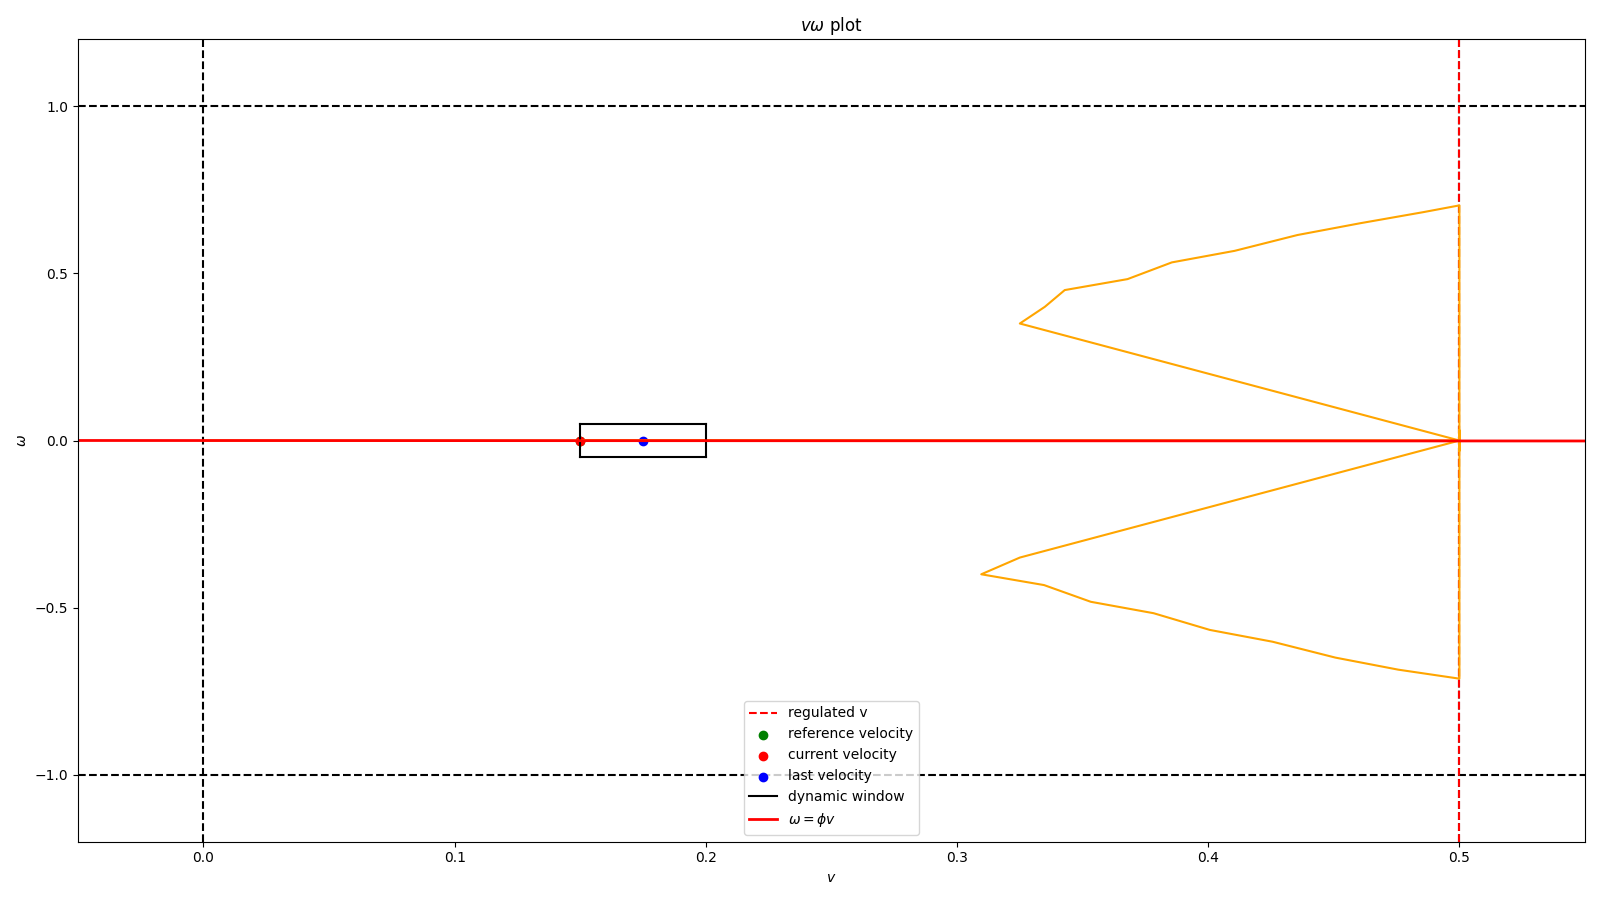 vω plot
1.0
0.5
0.0
−0.5
−1.0
ω
0.0
0.1
0.2
0.3
0.4
0.5
v
regulated v
reference velocity
current velocity
last velocity
dynamic window
ω = ϕv